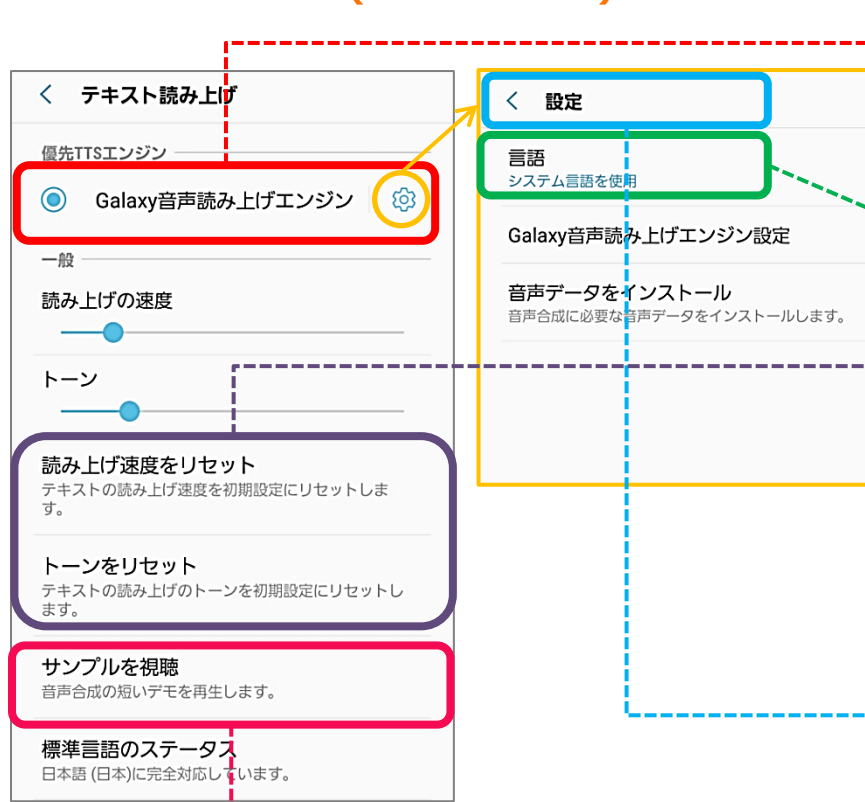 テキスト読み上げ
優先TTSエンジン
Galaxy音声読み上げエンジン
一般
読み上げの速度
トーン
読み上げ速度をリセット
テキストの読み上げ速度を初期設定にリセットしま
す。
トーンをリセット
テキストの読み上げのトーンを初期設定にリセットし
ます。
サンプルを視聴
音声合成の短いデモを再生します。
標準言語のステータス
日本語 (日本)に完全対応しています。
設定
言語
システム言語を使用
Galaxy音声読み上げエンジン設定
音声データをインストール
音声合成に必要な音声データをインストールします。